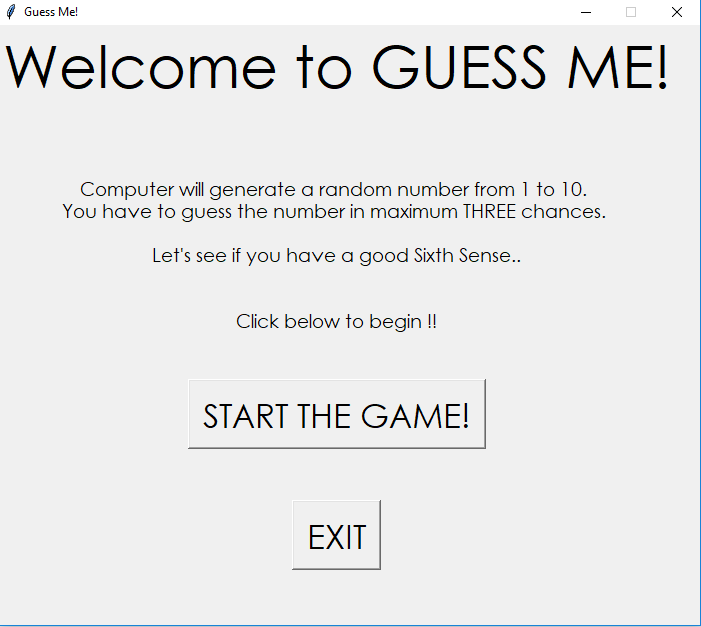 Guess Me!
Welcome to GUESS ME!
Computer will generate a random number from 1 to 10.
You have to guess the number in maximum THREE chances.
Let's see if you have a good Sixth Sense..
Click below to begin !!
START THE GAME!
EXIT